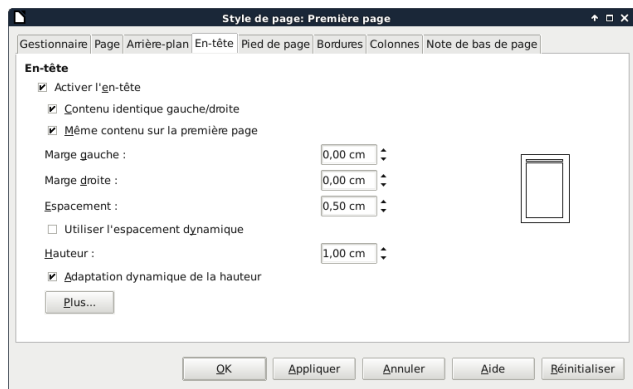 Style de page: Première page
Gestionnaire Page Arrière-plan En-tête Pied de page Bordures Colonnes Note de bas de page
En-tête
Activer l'en-tête
Contenu identique gauche/droite
Même contenu sur la première page
Marge gauche : 0,00 cm
Marge droite : 0,00 cm
Espacement : 0,50 cm
Utiliser l'espacement dynamique
Hauteur : 1,00 cm
Adaptation dynamique de la hauteur
Plus...
OK Appliquer Annuler Aide Réinitialiser